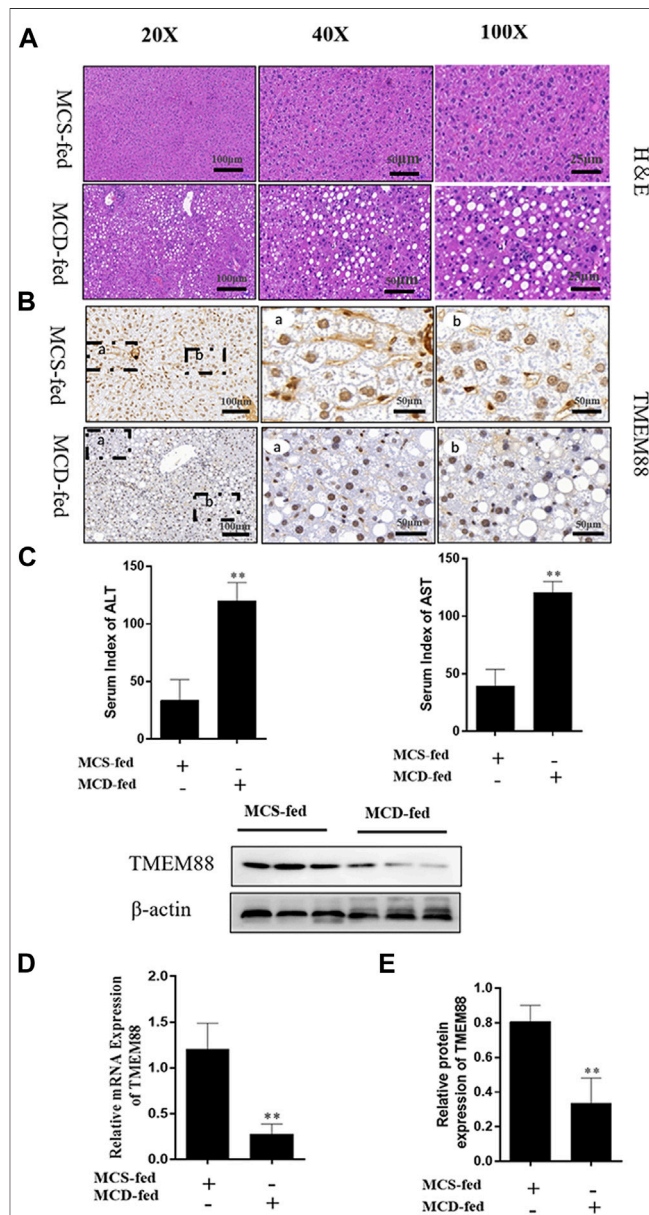 A
20X 40X 100X
MCS-fed
100μm 50μm 25μm
MCD-fed
100μm 50μm 25μm
H&E
B
MCS-fed
a b a b
100μm 50μm 50μm
MCD-fed
a b a b
100μm 50μm 50μm
TMEM88
C
Serum Index of ALT
150
100
50
0
**
MCS-fed + -
MCD-fed - +
Serum Index of AST
150
100
50
0
**
MCS-fed + -
MCD-fed - +
MCS-fed MCD-fed
TMEM88
β-actin
D
Relative mRNA Expression
of TMEM88
2.0
1.5
1.0
0.5
0.0
**
MCS-fed + -
MCD-fed - +
E
Relative protein
expression of TMEM88
1.0
0.8
0.6
0.4
0.2
0.0
**
MCS-fed + -
MCD-fed - +